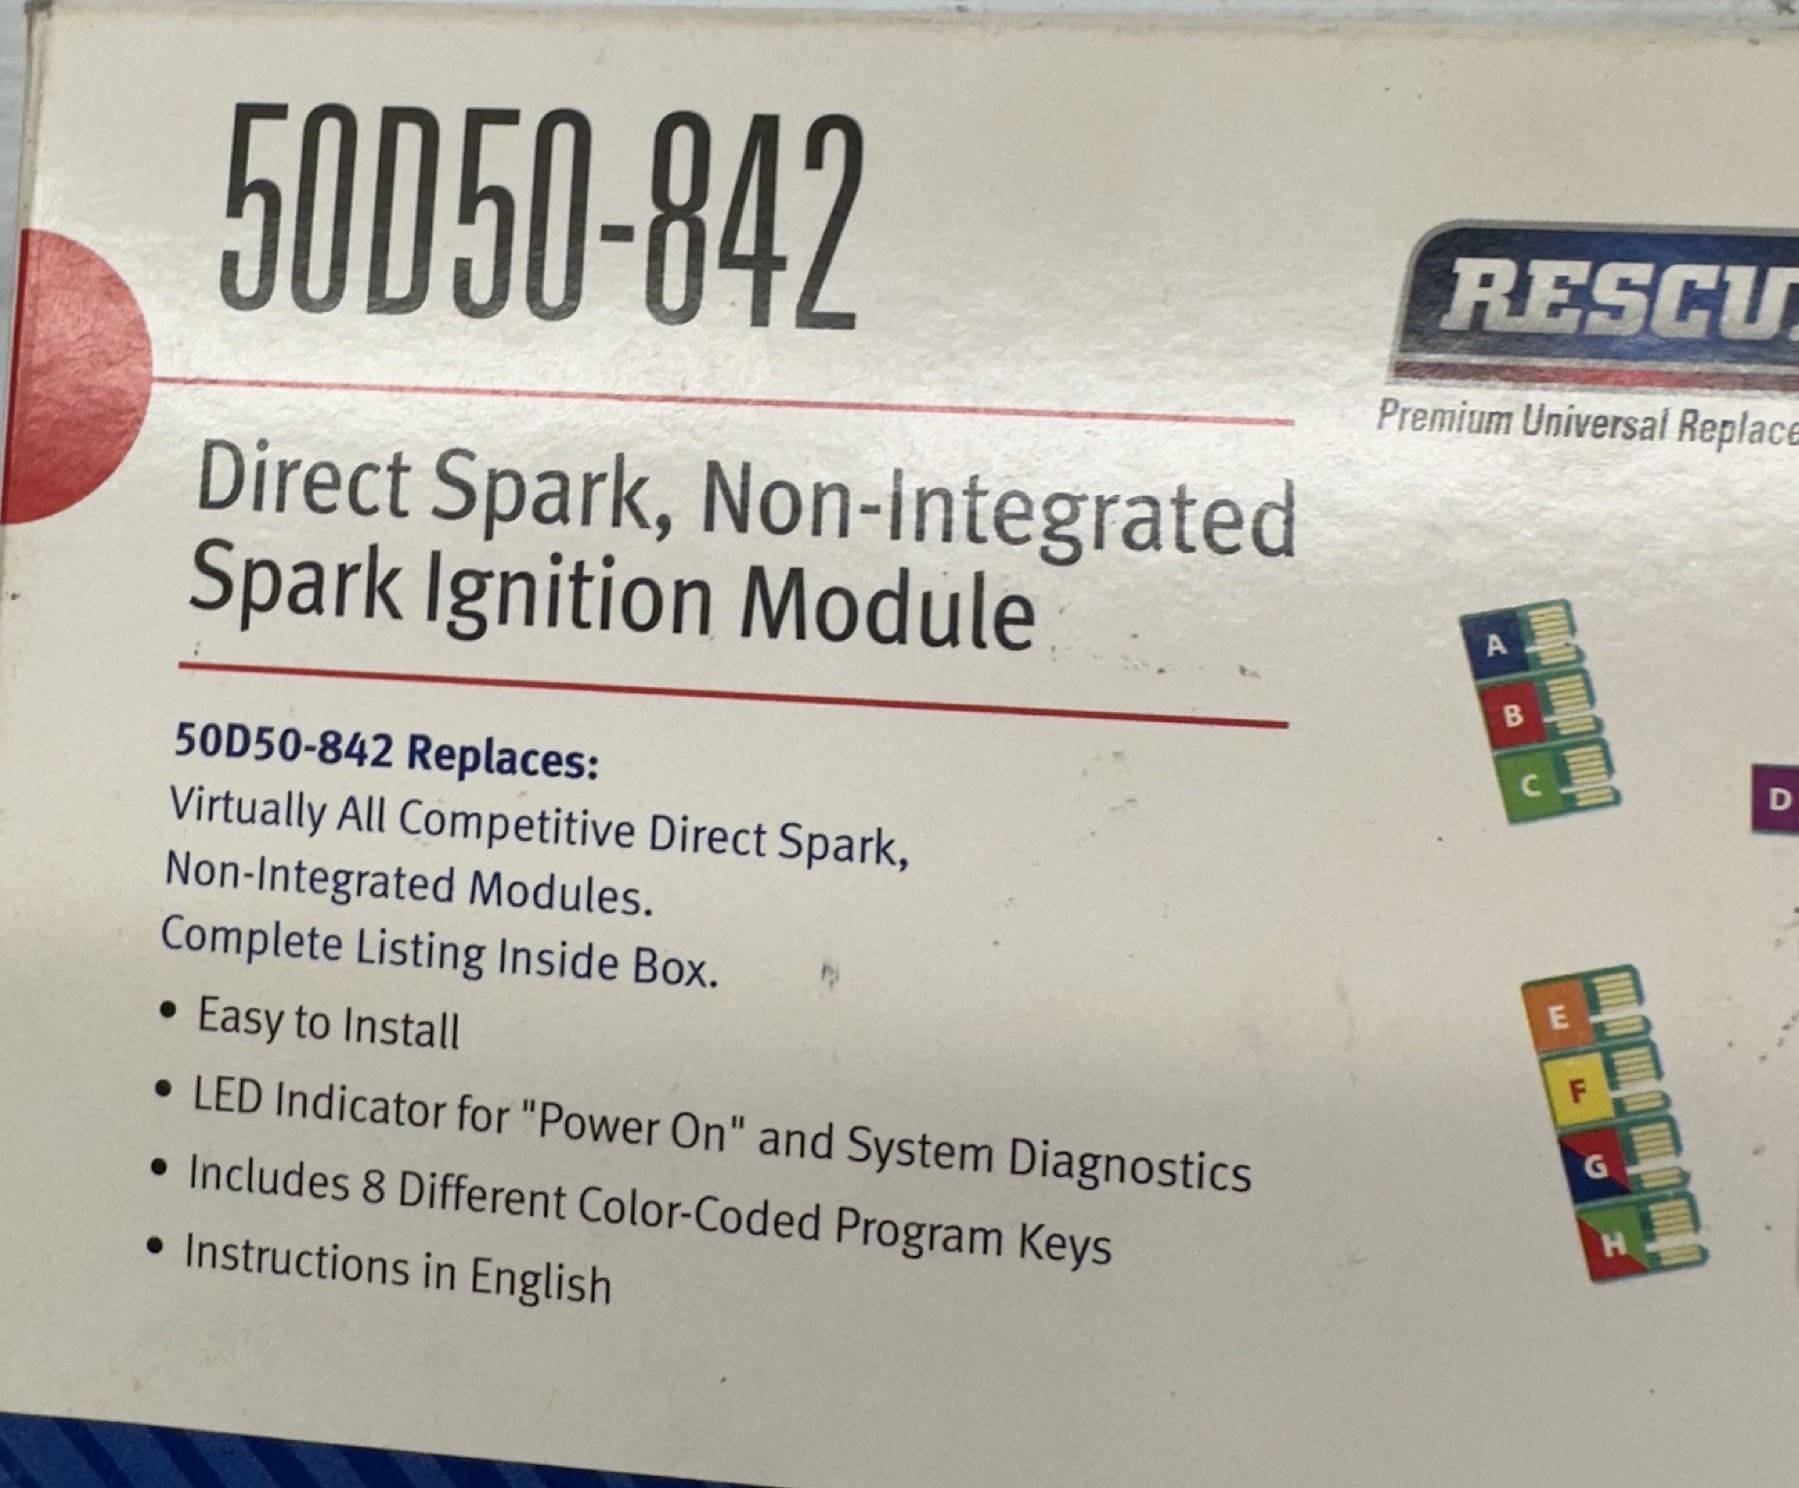 50D50-842
Direct Spark, Non-Integrated
Spark Ignition Module
50D50-842 Replaces:
Virtually All Competitive Direct Spark,
Non-Integrated Modules.
Complete Listing Inside Box.
• Easy to Install
• LED Indicator for "Power On" and System Diagnostics
• Includes 8 Different Color-Coded Program Keys
• Instructions in English
RESCU
Premium Universal Replace
A
B
C
D
E
F
G
H